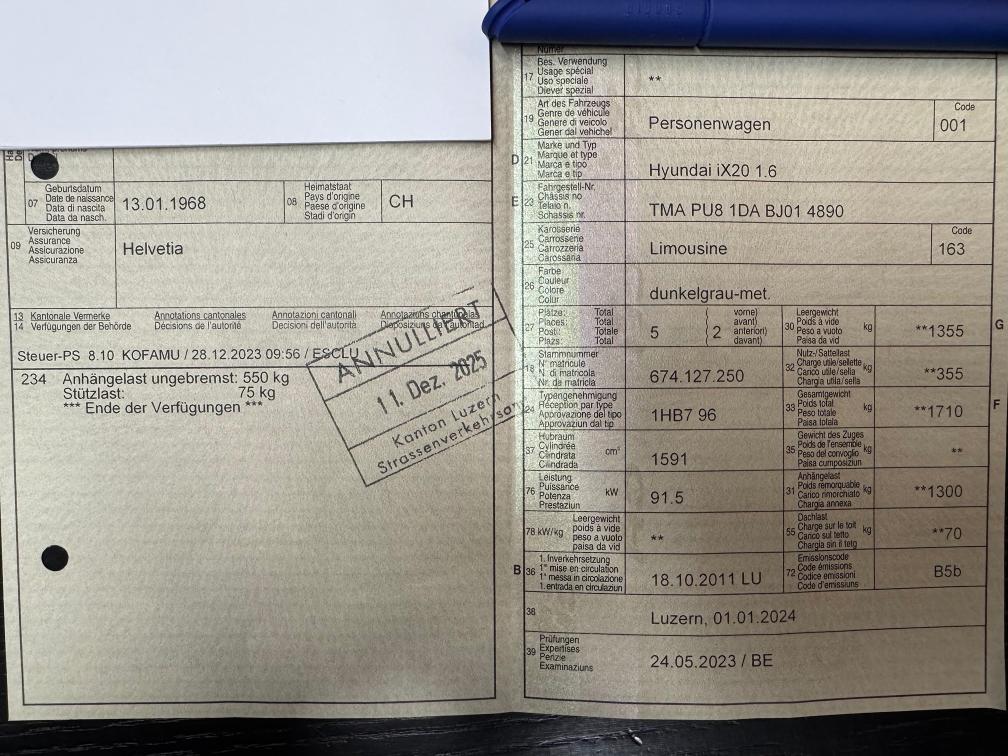 Numer
17 Bes. Verwendung
Usage spécial
Uso speciale
Diever spezial
**
19 Art des Fahrzeugs
Genre de véhicule
Genere di veicolo
Gener dal vehichel
Personenwagen
Code
001
D 21 Marke und Typ
Marque et type
Marca e tipo
Marca e tip
Hyundai iX20 1.6
E 23 Fahrgestell-Nr.
Châssis no
Telaio n.
Schassis nr.
TMA PU8 1DA BJ01 4890
25 Karosserie
Carrosserie
Carrozzeria
Carossaria
Limousine
Code
163
26 Farbe
Couleur
Colore
Colur
dunkelgrau-met.
27 Plätze: Total
Places: Total
Posti: Totale
Plazs: Total
5
2
vorne)
avant)
anteriori)
davant)
30 Leergewicht
Poids à vide
Peso a vuoto
Paisa da vid
kg
**1355
G
18 Stammnummer
N° matricule
N. di matricola
Nr. da matricla
674.127.250
32 Nutz-/Sattellast
Charge utile/sellette
Carico utile/sella
Chargia utila/sella
kg
**355
24 Typengenehmigung
Réception par type
Approvazione del tipo
Approvaziun dal tip
1HB7 96
33 Gesamtgewicht
Poids total
Peso totale
Paisa totala
kg
**1710
F
37 Hubraum
Cylindrée
Cilindrata
Cilindrada
cm³
1591
35 Gewicht des Zuges
Poids de l'ensemble
Peso del convoglio
Paisa cumposiziun
kg
**
76 Leistung
Puissance
Potenza
Prestaziun
kW
91.5
31 Anhängelast
Poids remorquable
Carico rimorchiato
Chargia annexa
kg
**1300
78 kW/kg
Leergewicht
poids à vide
peso a vuoto
paisa da vid
**
55 Dachlast
Charge sur le toit
Carico sul tetto
Chargia sin il tetg
kg
**70
B 36 1. Inverkehrsetzung
1re mise en circulation
1a messa in circolazione
1. entrada en circulaziun
18.10.2011 LU
72 Emissionscode
Code émissions
Codice emissioni
Code d'emissiuns
B5b
38
Luzern, 01.01.2024
39 Prüfungen
Expertises
Perizie
Examinaziuns
24.05.2023 / BE
07 Geburtsdatum
Date de naissance
Data di nascita
Data da nasch.
13.01.1968
08 Heimatstaat
Pays d'origine
Paese d'origine
Stadi d'origin
CH
09 Versicherung
Assurance
Assicurazione
Assicuranza
Helvetia
13 Kantonale Vermerke Annotations cantonales Annotazioni cantonali Annotaziuns chantunalas
14 Verfügungen der Behörde Décisions de l'autorité Decisioni dell'autorità Disposiziuns da l'autoritad
Steuer-PS 8.10 KOFAMU / 28.12.2023 09:56 / ESCLU
234 Anhängelast ungebremst: 550 kg
Stützlast: 75 kg
*** Ende der Verfügungen ***
ANNULLIERT
11. Dez. 2025
Kanton Luzern
Strassenverkehrsamt